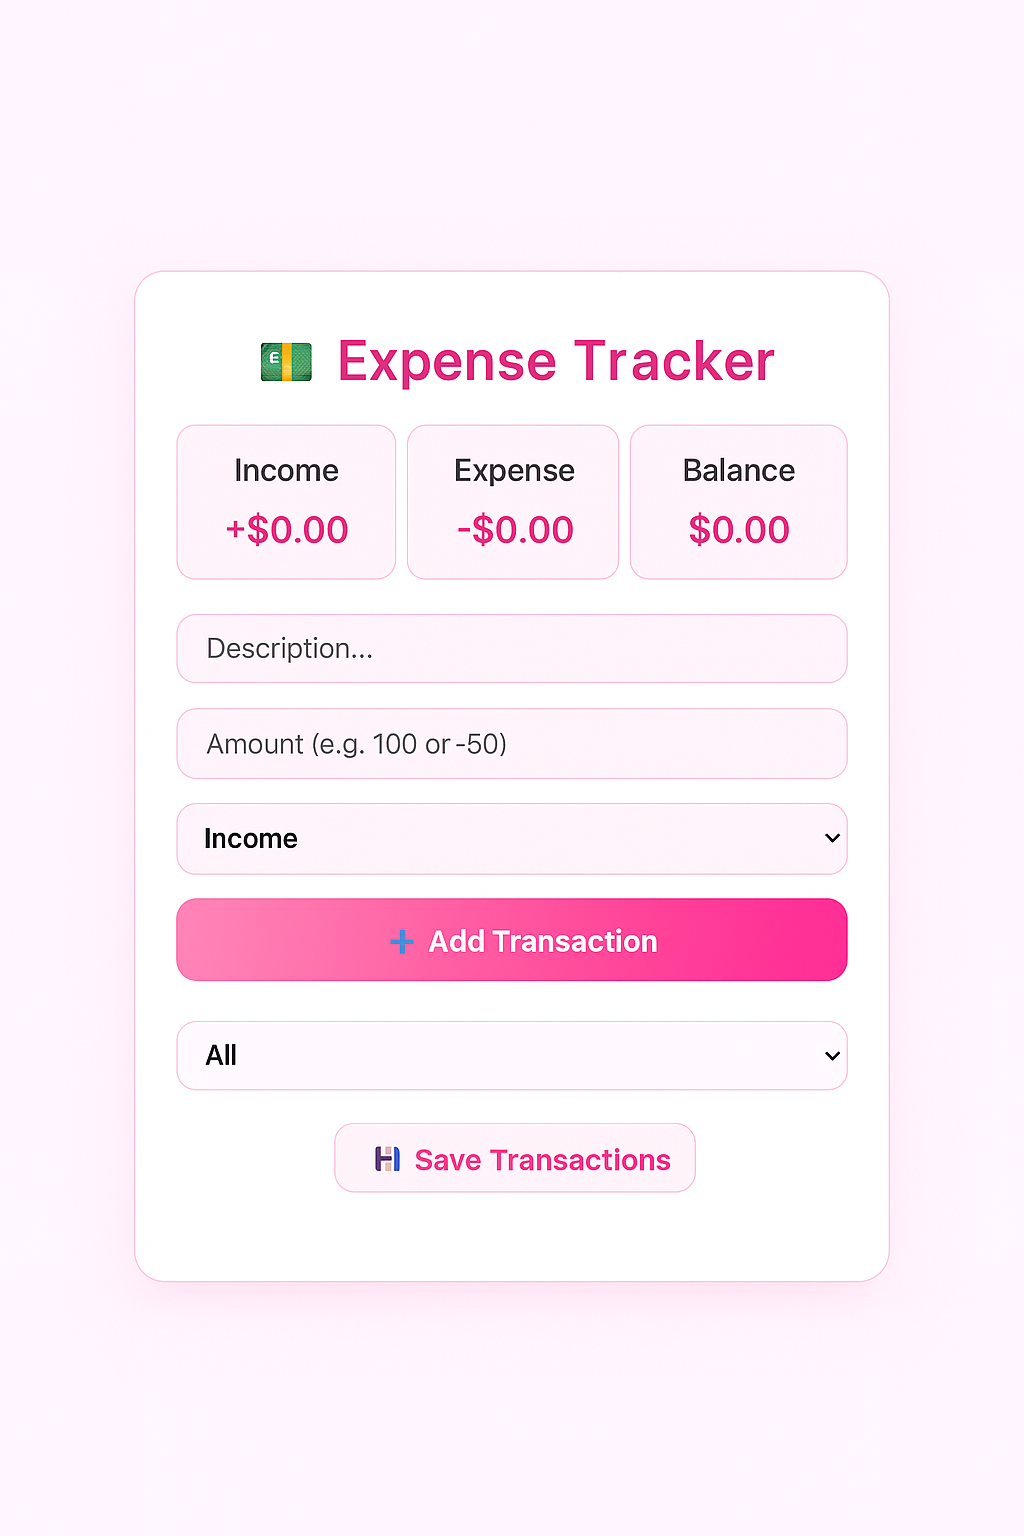 Expense Tracker
Income
+$0.00
Expense
-$0.00
Balance
$0.00
Description...
Amount (e.g. 100 or -50)
Income
Add Transaction
All
Save Transactions